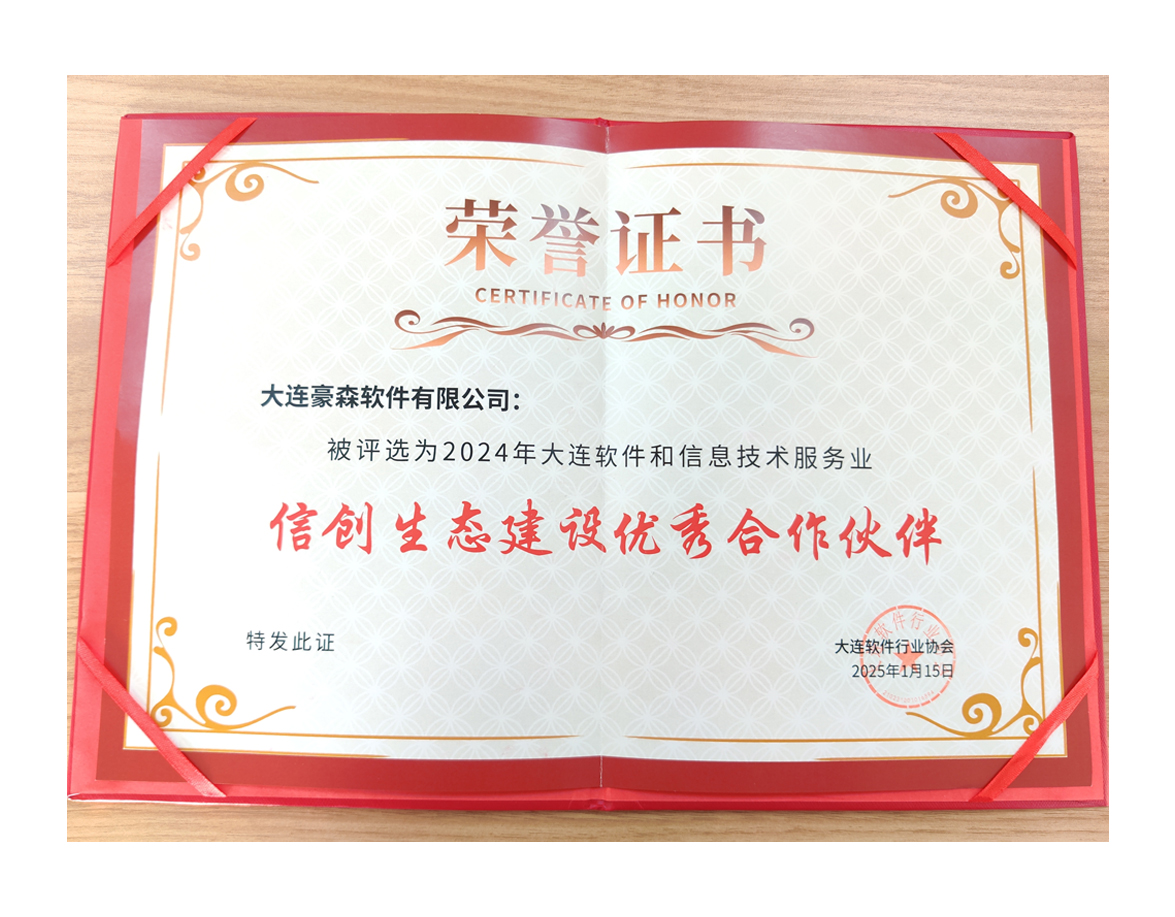 荣誉证书
CERTIFICATE OF HONOR
大连豪森软件有限公司：
被评选为2024年大连软件和信息技术服务业
信创生态建设优秀合作伙伴
特发此证
大连软件行业协会
2025年1月15日